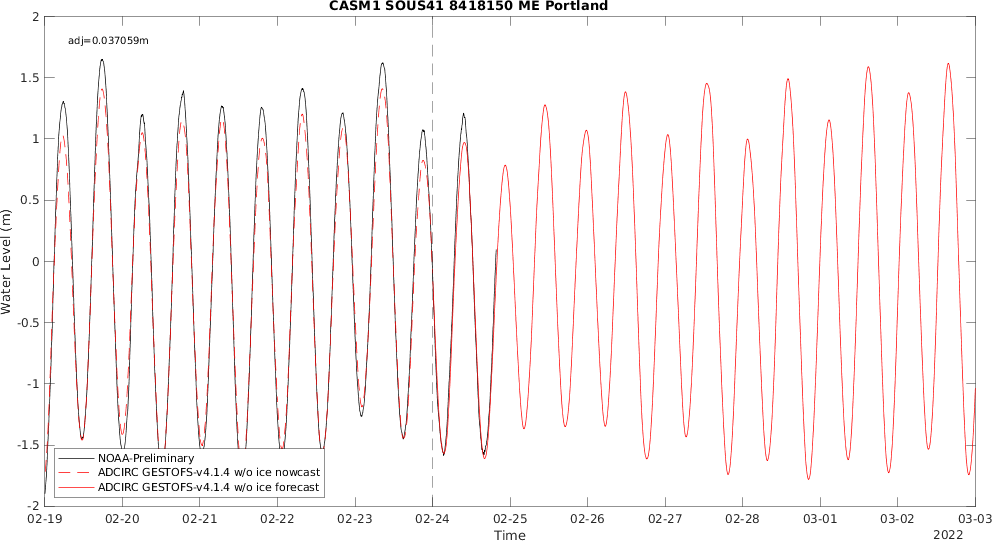 CASM1 SOUS41 8418150 ME Portland
adj=0.037059m
2
1.5
1
0.5
0
-0.5
-1
-1.5
-2
Water Level (m)
NOAA-Preliminary
ADCIRC GESTOFS-v4.1.4 w/o ice nowcast
ADCIRC GESTOFS-v4.1.4 w/o ice forecast
02-19 02-20 02-21 02-22 02-23 02-24 02-25 02-26 02-27 02-28 03-01 03-02 03-03
Time
2022